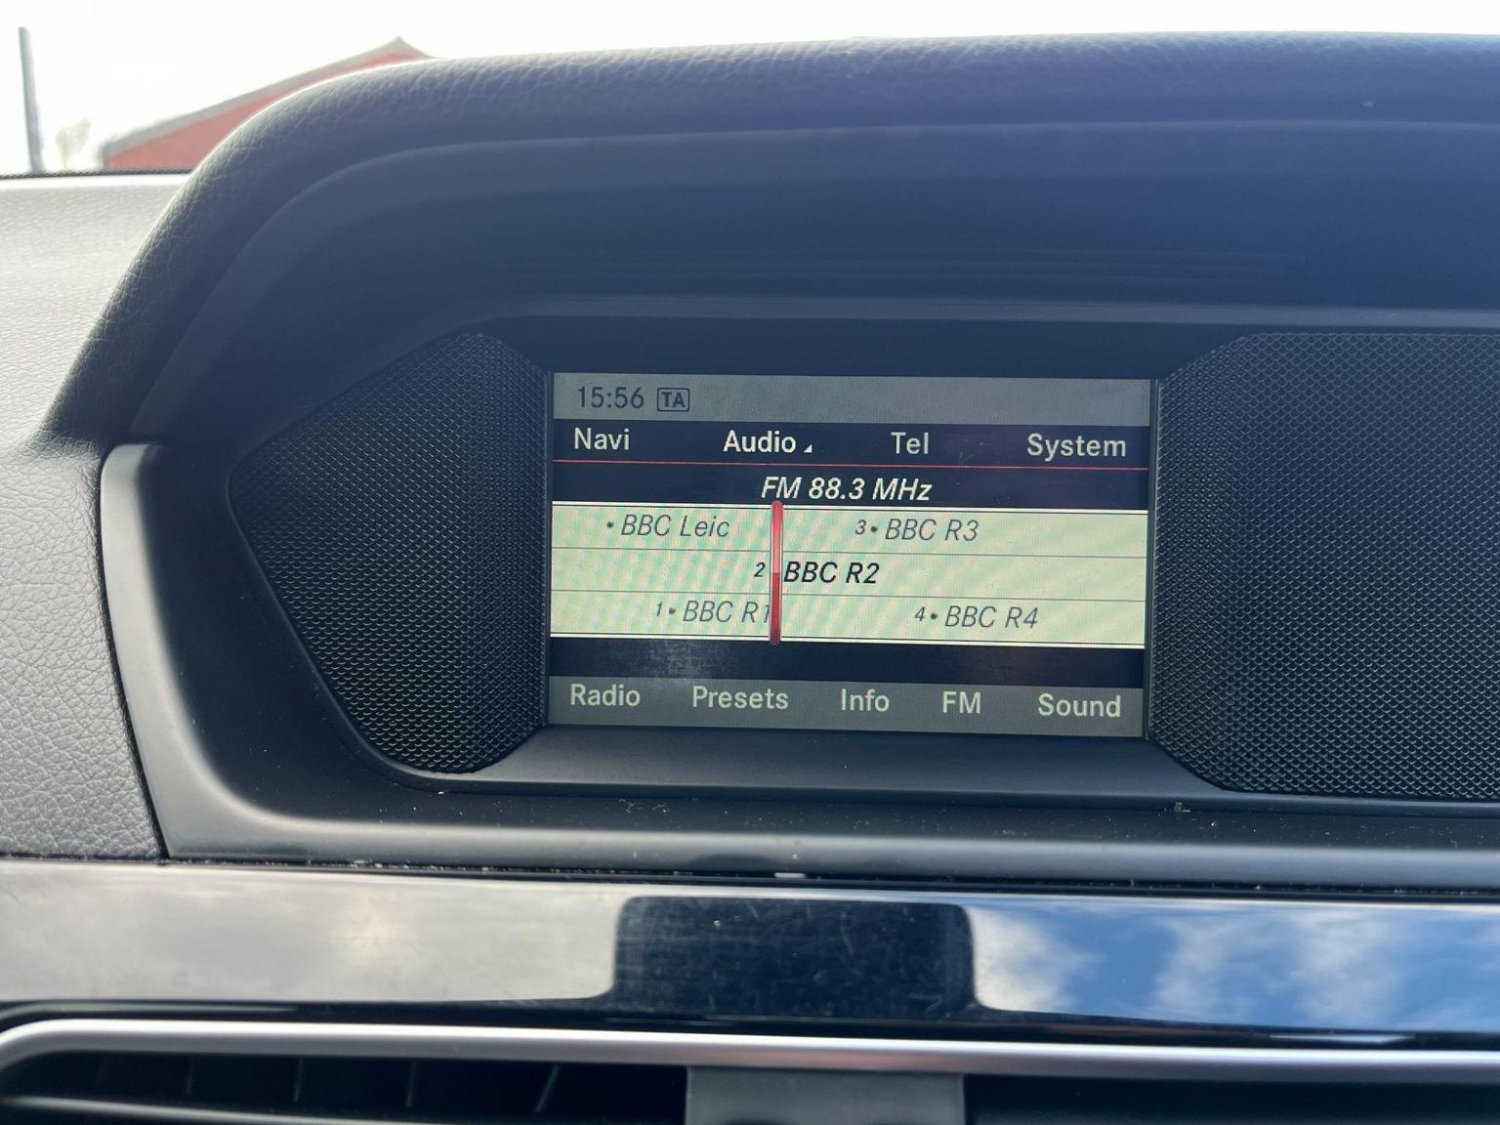 15:56 TA
Navi Audio Tel System
FM 88.3 MHz
• BBC Leic 3• BBC R3
2 BBC R2
1• BBC R1 4• BBC R4
Radio Presets Info FM Sound